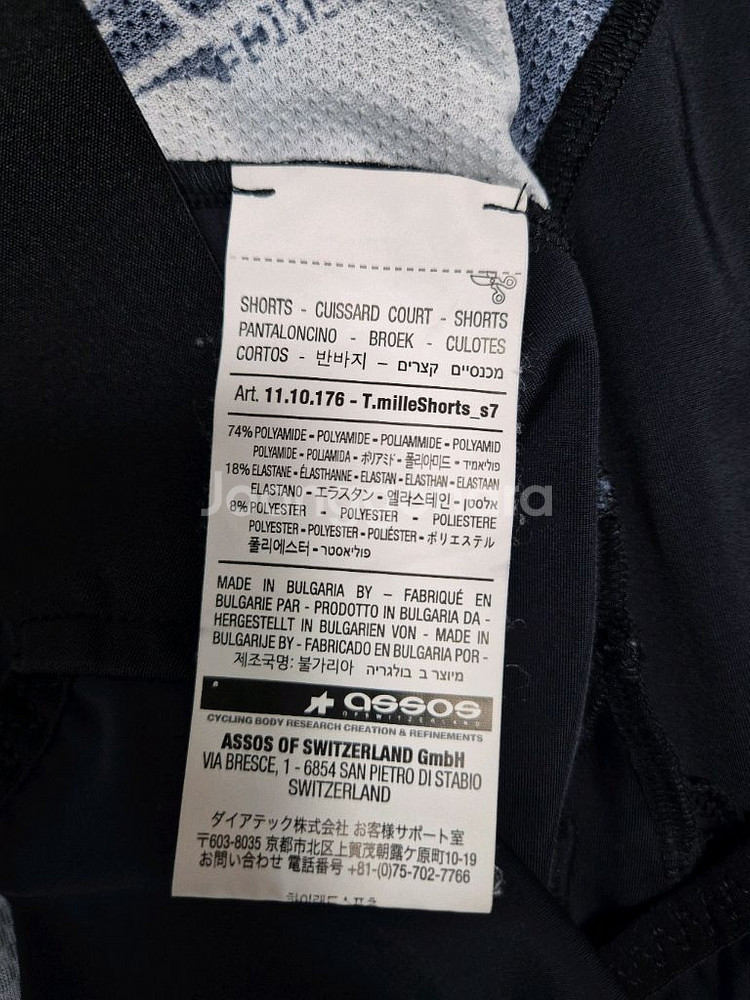 SHORTS - CUISSARD COURT - SHORTS
PANTALONCINO - BROEK - CULOTES
CORTOS - 반바지 - מכנסיים קצרים
Art. 11.10.176 - T.milleShorts_s7
74% POLYAMIDE - POLYAMIDE - POLIAMMIDE - POLYAMID
POLYAMIDE - POLIAMIDA - ポリアミド - 폴리아미드 - פוליאמיד
18% ELASTANE - ÉLASTHANNE - ELASTAN - ELASTHAN - ELASTAAN
ELASTANO - エラスタン - 엘라스테인 - אלסטן
8% POLYESTER - POLYESTER - POLIESTERE
POLYESTER - POLYESTER - POLIÉSTER - ポリエステル
폴리에스터 - פוליאסטר
MADE IN BULGARIA BY – FABRIQUÉ EN
BULGARIE PAR - PRODOTTO IN BULGARIA DA -
HERGESTELLT IN BULGARIEN VON - MADE IN
BULGARIJE BY - FABRICADO EN BULGARIA POR -
제조국명: 불가리아 מיוצר ב בולגריה
assos
OF SWITZERLAND
CYCLING BODY RESEARCH CREATION & REFINEMENTS
ASSOS OF SWITZERLAND GmbH
VIA BRESCE, 1 - 6854 SAN PIETRO DI STABIO
SWITZERLAND
ダイアテック株式会社 お客様サポート室
〒603-8035 京都市北区上賀茂朝露ケ原町10-19
お問い合わせ 電話番号 +81-(0)75-702-7766